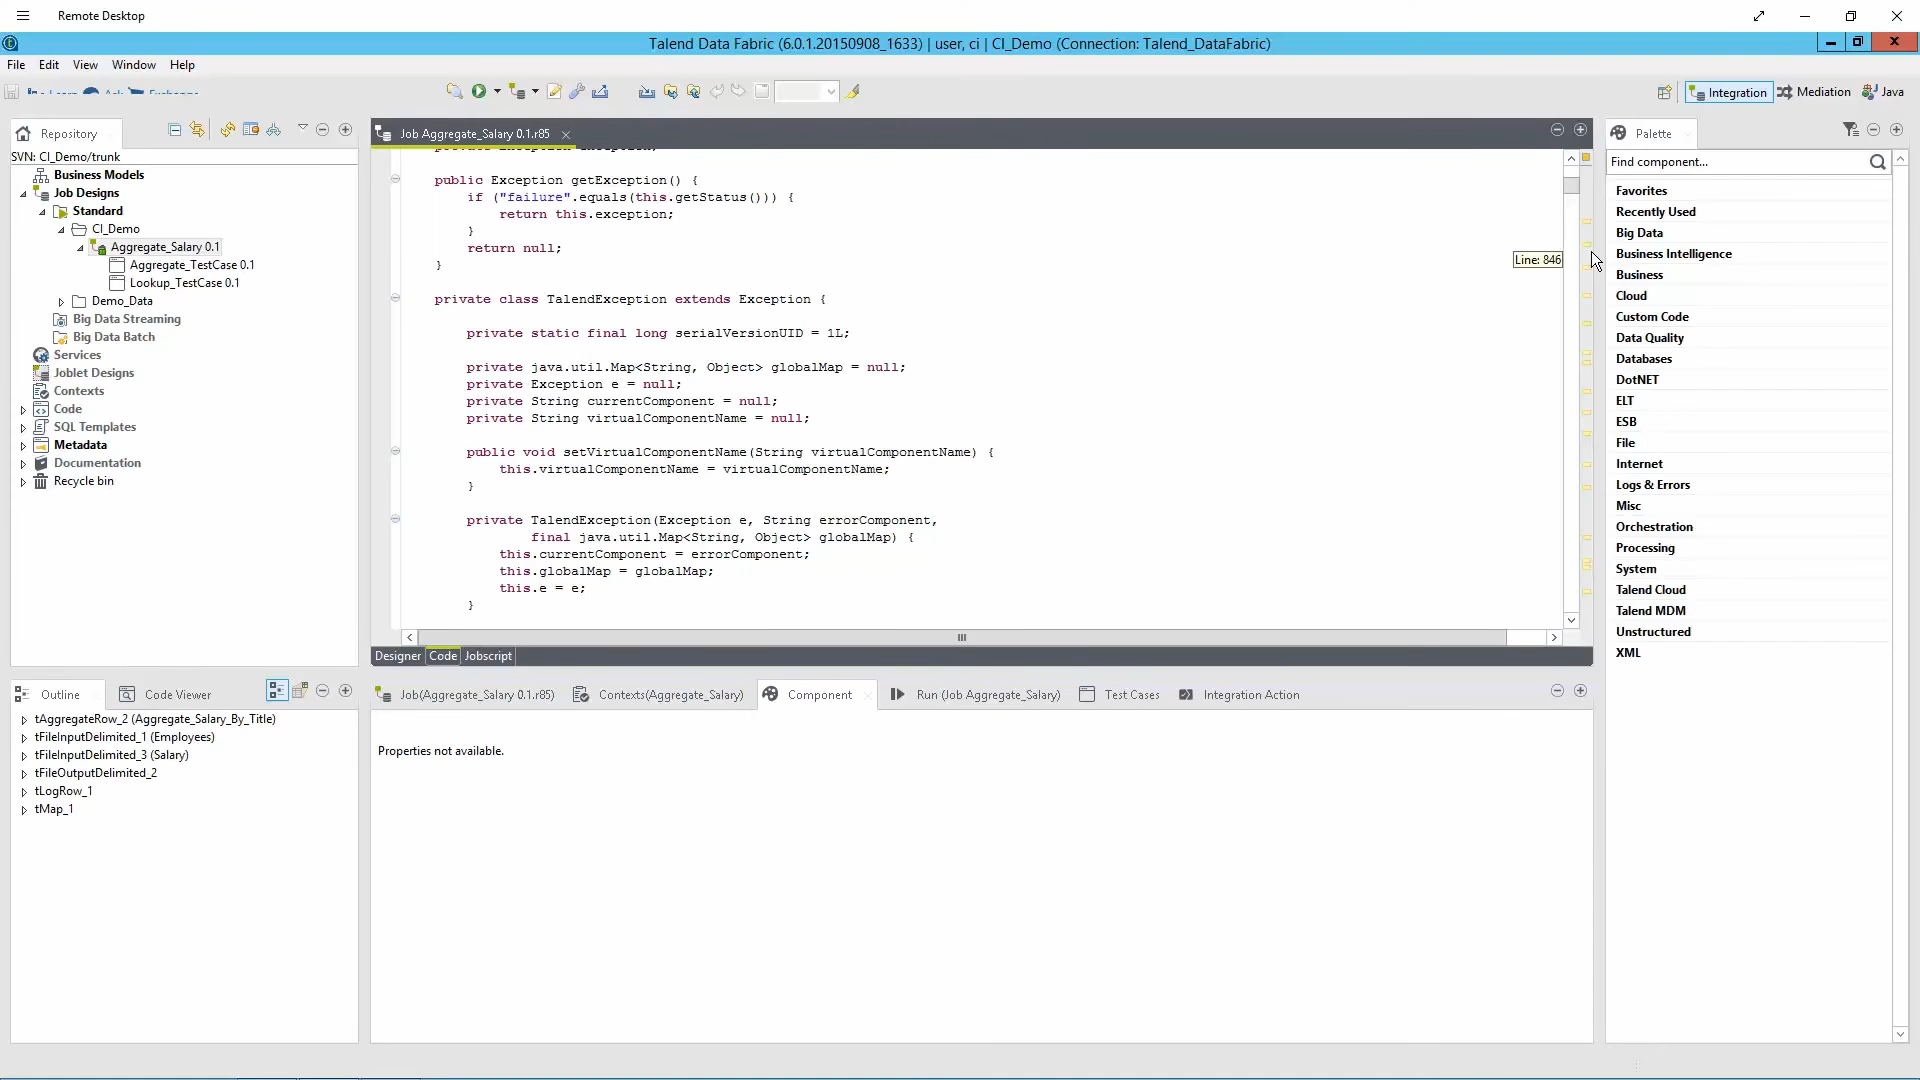 Remote Desktop
Talend Data Fabric (6.0.1.20150908_1633) | user, ci | CI_Demo (Connection: Talend_DataFabric)
File Edit View Window Help
Integration Mediation Java
Repository
SVN: CI_Demo/trunk
Business Models
Job Designs
Standard
CI_Demo
Aggregate_Salary 0.1
Aggregate_TestCase 0.1
Lookup_TestCase 0.1
Demo_Data
Big Data Streaming
Big Data Batch
Services
Joblet Designs
Contexts
Code
SQL Templates
Metadata
Documentation
Recycle bin
Job Aggregate_Salary 0.1.r85
public Exception getException() {
if ("failure".equals(this.getStatus())) {
return this.exception;
}
return null;
}
private class TalendException extends Exception {
private static final long serialVersionUID = 1L;
private java.util.Map<String, Object> globalMap = null;
private Exception e = null;
private String currentComponent = null;
private String virtualComponentName = null;
public void setVirtualComponentName(String virtualComponentName) {
this.virtualComponentName = virtualComponentName;
}
private TalendException(Exception e, String errorComponent,
final java.util.Map<String, Object> globalMap) {
this.currentComponent = errorComponent;
this.globalMap = globalMap;
this.e = e;
}
Line: 846
Designer Code Jobscript
Palette
Find component...
Favorites
Recently Used
Big Data
Business Intelligence
Business
Cloud
Custom Code
Data Quality
Databases
DotNET
ELT
ESB
File
Internet
Logs & Errors
Misc
Orchestration
Processing
System
Talend Cloud
Talend MDM
Unstructured
XML
Outline Code Viewer
tAggregateRow_2 (Aggregate_Salary_By_Title)
tFileInputDelimited_1 (Employees)
tFileInputDelimited_3 (Salary)
tFileOutputDelimited_2
tLogRow_1
tMap_1
Job(Aggregate_Salary 0.1.r85) Contexts(Aggregate_Salary) Component Run (Job Aggregate_Salary) Test Cases Integration Action
Properties not available.